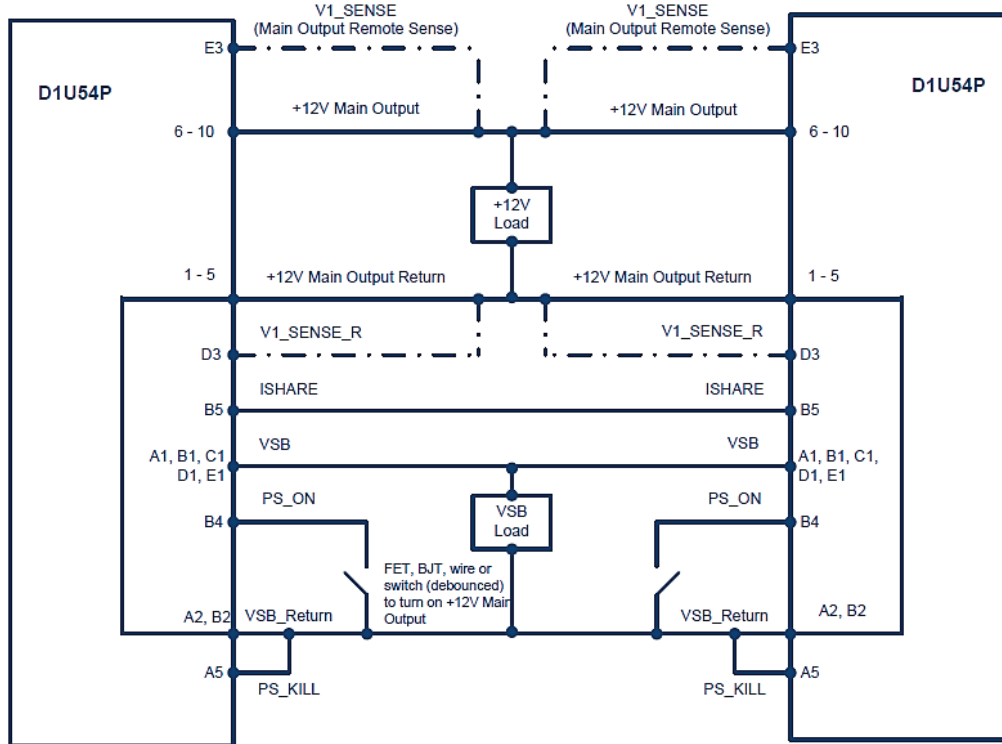 V1_SENSE
(Main Output Remote Sense)
V1_SENSE
(Main Output Remote Sense)
E3
E3
D1U54P
D1U54P
+12V Main Output
+12V Main Output
6 - 10
6 - 10
+12V
Load
1 - 5
+12V Main Output Return
+12V Main Output Return
1 - 5
V1_SENSE_R
V1_SENSE_R
D3
D3
ISHARE
ISHARE
B5
B5
VSB
VSB
A1, B1, C1
D1, E1
A1, B1, C1,
D1, E1
PS_ON
PS_ON
VSB
Load
B4
B4
FET, BJT, wire or
switch (debounced)
to turn on +12V Main
Output
A2, B2
VSB_Return
VSB_Return
A2, B2
A5
A5
PS_KILL
PS_KILL